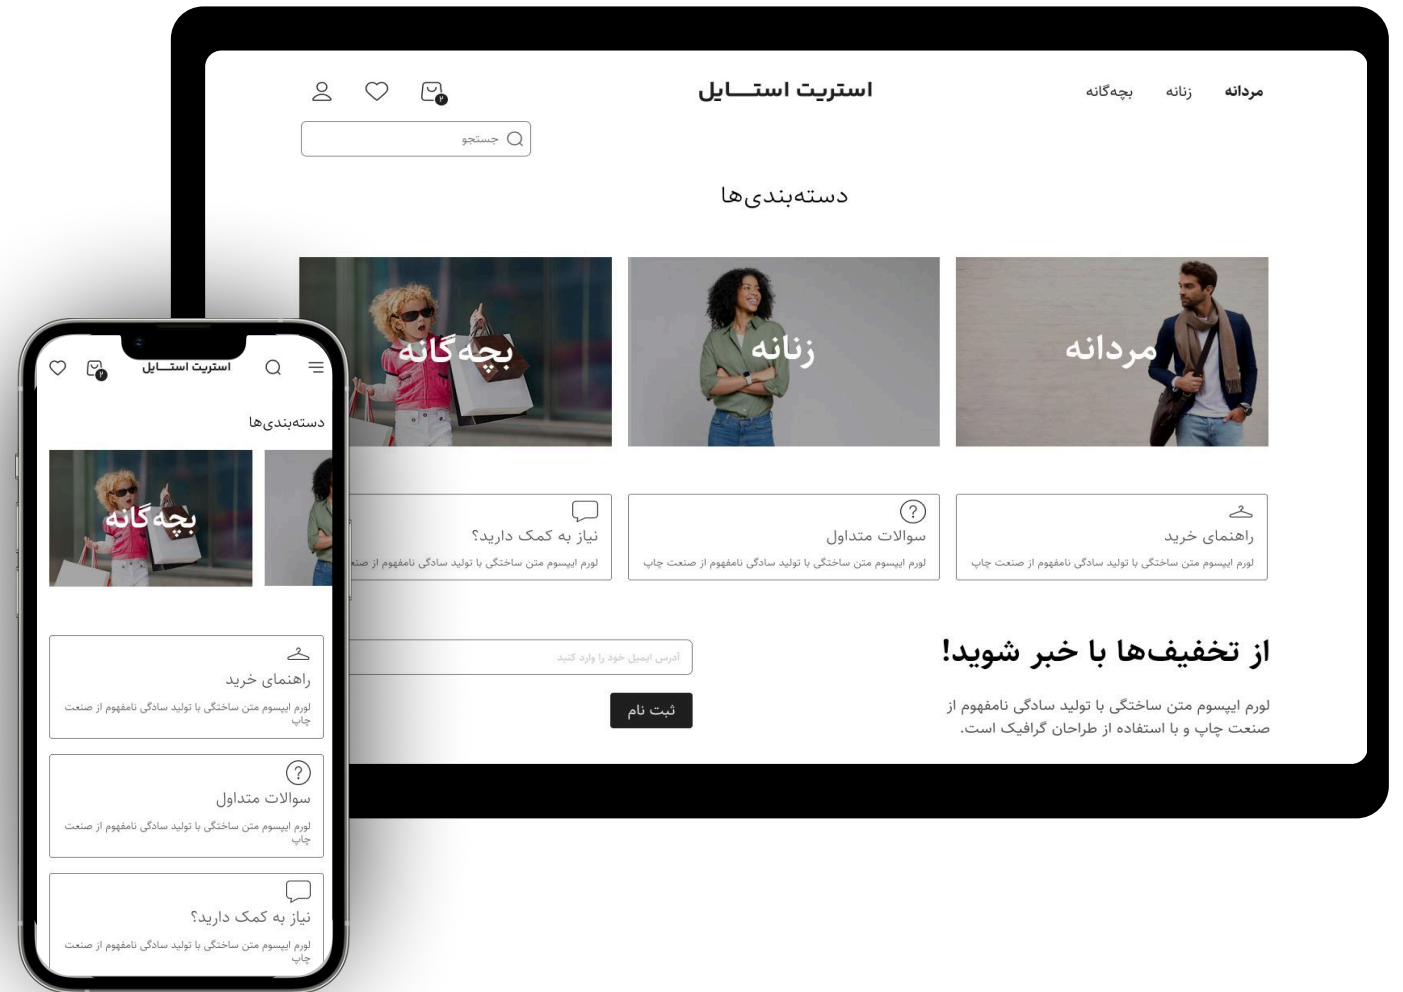 مردانه
زنانه
بچه‌گانه
استریت استــایل
۲
جستجو
دسته‌بندی‌ها
مردانه
زنانه
بچه‌گانه
راهنمای خرید
لورم ایپسوم متن ساختگی با تولید سادگی نامفهوم از صنعت چاپ
سوالات متداول
لورم ایپسوم متن ساختگی با تولید سادگی نامفهوم از صنعت چاپ
نیاز به کمک دارید؟
لورم ایپسوم متن ساختگی با تولید سادگی نامفهوم از
از تخفیف‌ها با خبر شوید!
لورم ایپسوم متن ساختگی با تولید سادگی نامفهوم از
صنعت چاپ و با استفاده از طراحان گرافیک است.
آدرس ایمیل خود را وارد کنید
ثبت نام
استریت استــایل
۲
دسته‌بندی‌ها
بچه‌گانه
راهنمای خرید
لورم ایپسوم متن ساختگی با تولید سادگی نامفهوم از صنعت
چاپ
سوالات متداول
لورم ایپسوم متن ساختگی با تولید سادگی نامفهوم از صنعت
چاپ
نیاز به کمک دارید؟
لورم ایپسوم متن ساختگی با تولید سادگی نامفهوم از صنعت
چاپ